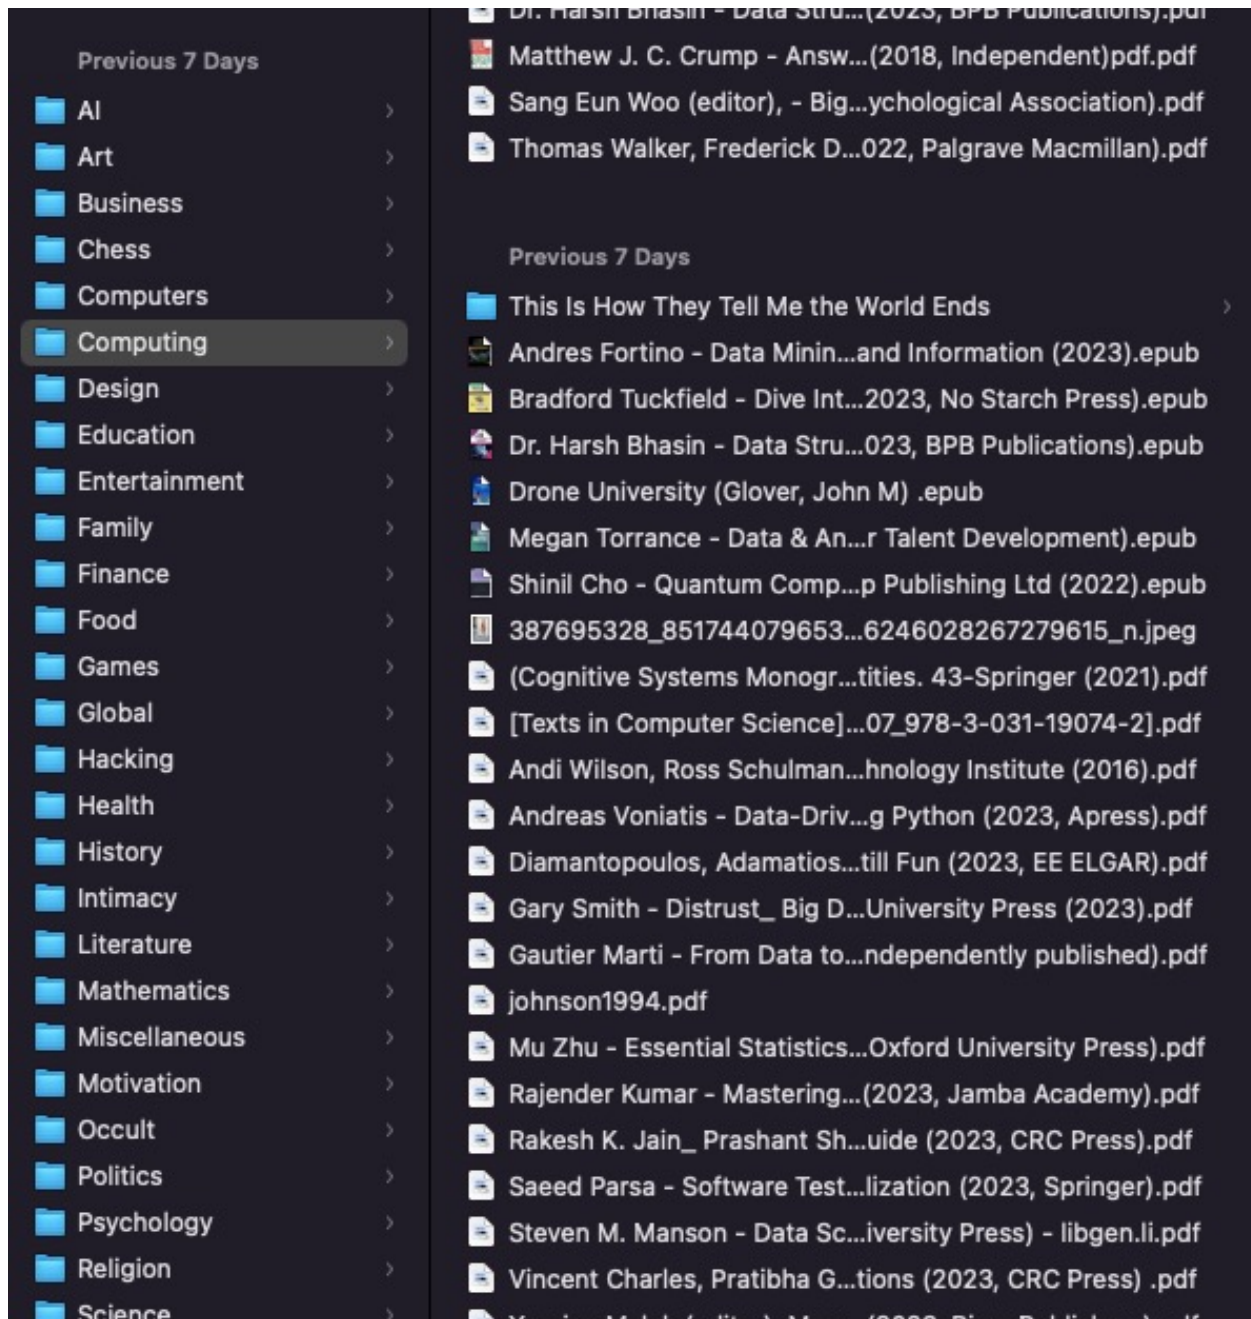 Previous 7 Days
AI
Art
Business
Chess
Computers
Computing
Design
Education
Entertainment
Family
Finance
Food
Games
Global
Hacking
Health
History
Intimacy
Literature
Mathematics
Miscellaneous
Motivation
Occult
Politics
Psychology
Religion
Science
Dr. Harsh Bhasin - Data Stru...(2023, BPB Publications).pdf
Matthew J. C. Crump - Answ...(2018, Independent)pdf.pdf
Sang Eun Woo (editor), - Big...ychological Association).pdf
Thomas Walker, Frederick D...022, Palgrave Macmillan).pdf
Previous 7 Days
This Is How They Tell Me the World Ends
Andres Fortino - Data Minin...and Information (2023).epub
Bradford Tuckfield - Dive Int...2023, No Starch Press).epub
Dr. Harsh Bhasin - Data Stru...023, BPB Publications).epub
Drone University (Glover, John M) .epub
Megan Torrance - Data & An...r Talent Development).epub
Shinil Cho - Quantum Comp...p Publishing Ltd (2022).epub
387695328_851744079653...6246028267279615_n.jpeg
(Cognitive Systems Monogr...tities. 43-Springer (2021).pdf
[Texts in Computer Science]...07_978-3-031-19074-2].pdf
Andi Wilson, Ross Schulman...hnology Institute (2016).pdf
Andreas Voniatis - Data-Driv...g Python (2023, Apress).pdf
Diamantopoulos, Adamatios...till Fun (2023, EE ELGAR).pdf
Gary Smith - Distrust_ Big D...University Press (2023).pdf
Gautier Marti - From Data to...ndependently published).pdf
johnson1994.pdf
Mu Zhu - Essential Statistics...Oxford University Press).pdf
Rajender Kumar - Mastering...(2023, Jamba Academy).pdf
Rakesh K. Jain_ Prashant Sh...uide (2023, CRC Press).pdf
Saeed Parsa - Software Test...lization (2023, Springer).pdf
Steven M. Manson - Data Sc...iversity Press) - libgen.li.pdf
Vincent Charles, Pratibha G...tions (2023, CRC Press) .pdf